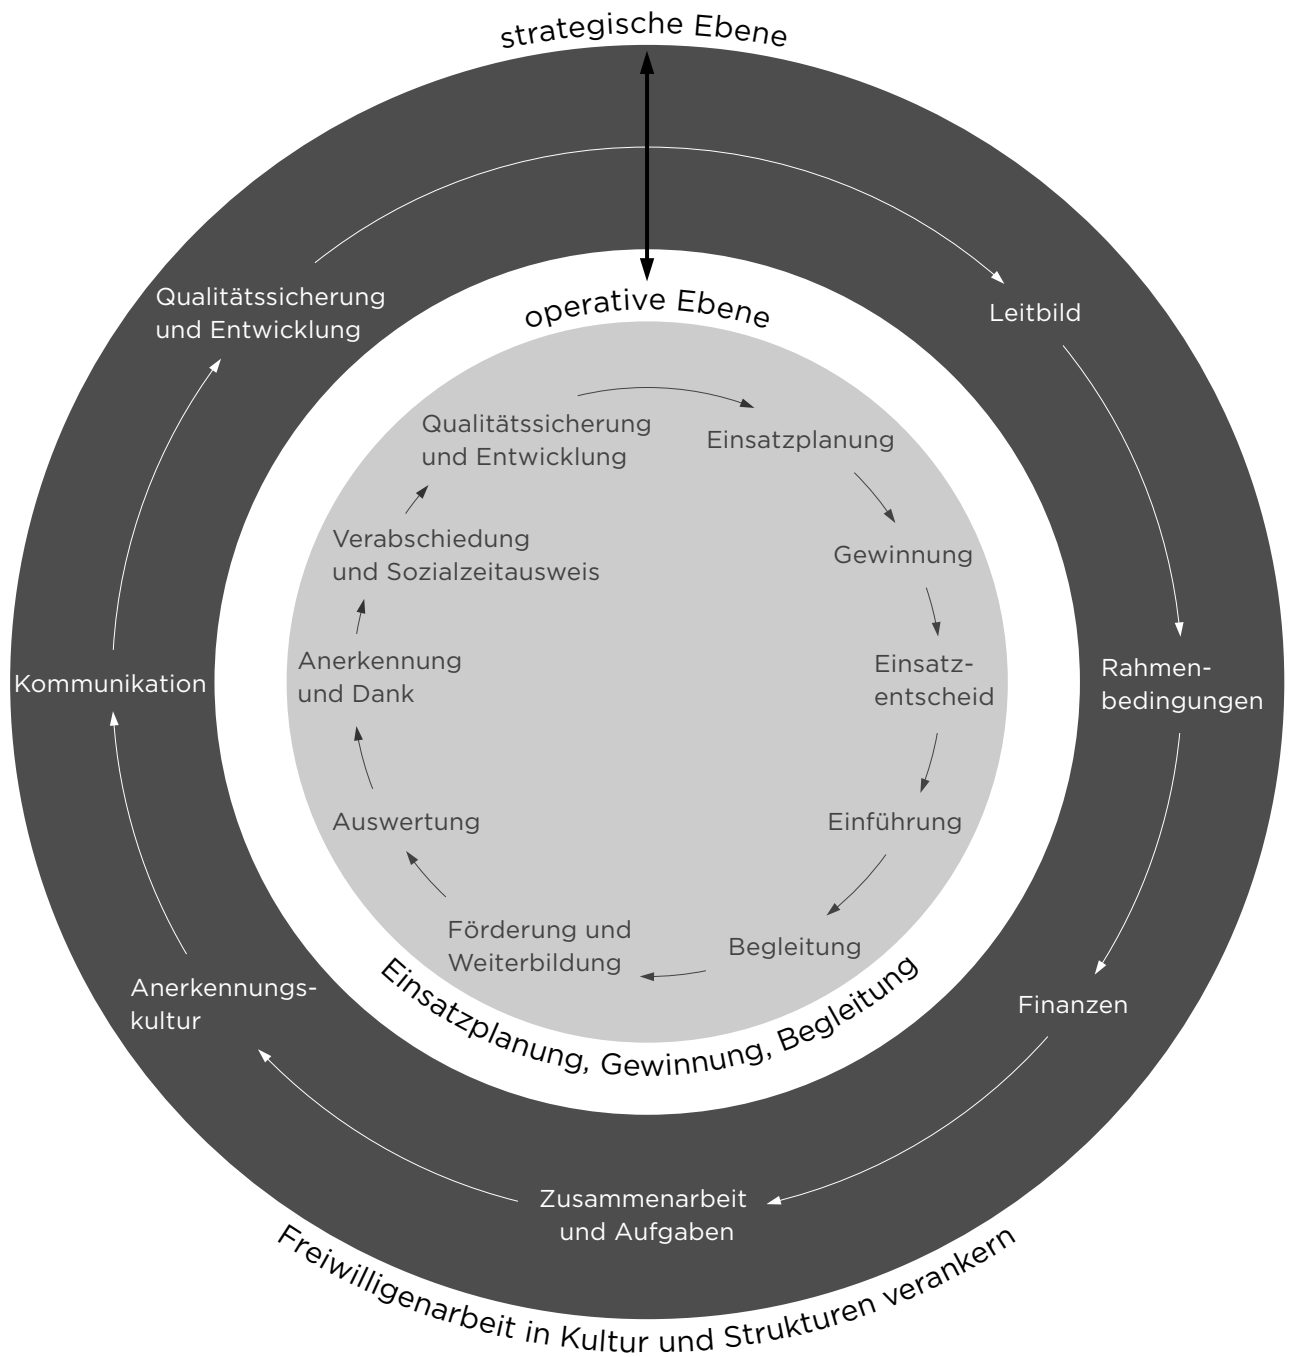 strategische Ebene
Qualitätssicherung
und Entwicklung
Leitbild
Rahmen-
bedingungen
Finanzen
Zusammenarbeit
und Aufgaben
Anerkennungs-
kultur
Kommunikation
operative Ebene
Qualitätssicherung
und Entwicklung
Einsatzplanung
Gewinnung
Einsatz-
entscheid
Einführung
Begleitung
Förderung und
Weiterbildung
Auswertung
Anerkennung
und Dank
Verabschiedung
und Sozialzeitausweis
Einsatzplanung, Gewinnung, Begleitung
Freiwilligenarbeit in Kultur und Strukturen verankern